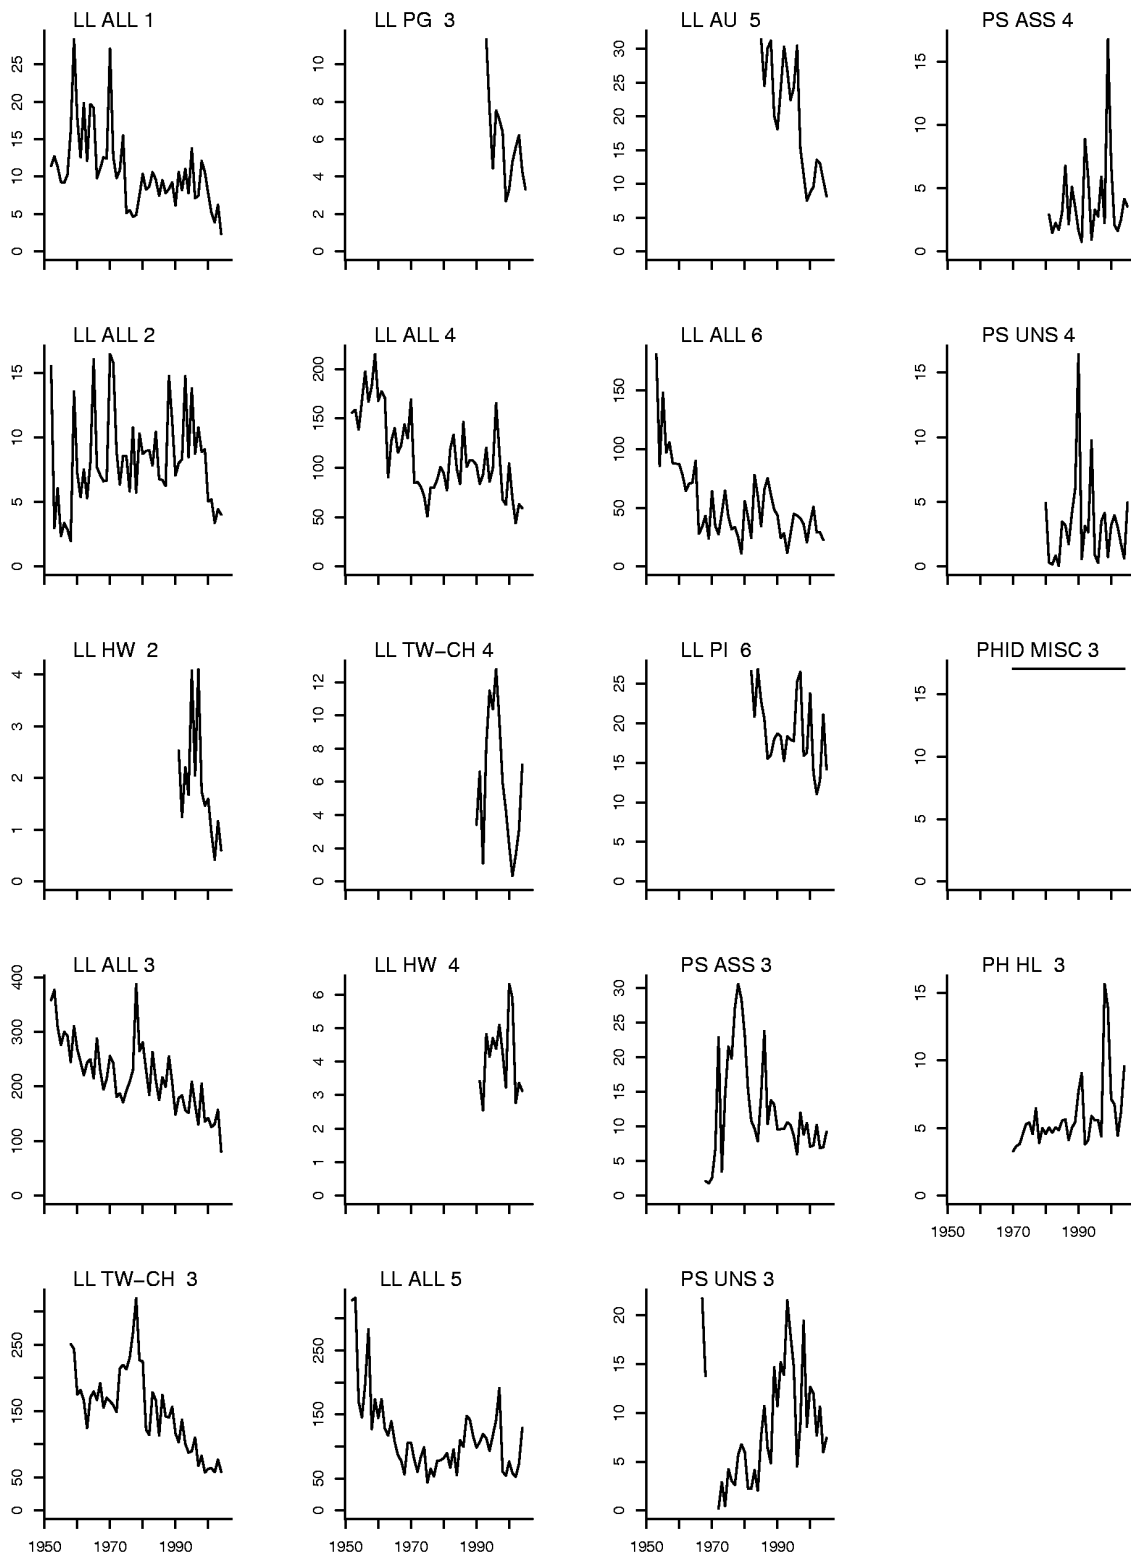 LL ALL 1
0 5 10 15 20 25
LL PG 3
0 2 4 6 8 10
LL AU 5
0 5 10 15 20 25 30
PS ASS 4
0 5 10 15
LL ALL 2
0 5 10 15
LL ALL 4
0 50 100 150 200
LL ALL 6
0 50 100 150
PS UNS 4
0 5 10 15
LL HW 2
0 1 2 3 4
LL TW-CH 4
0 2 4 6 8 10 12
LL PI 6
0 5 10 15 20 25
PHID MISC 3
0 5 10 15
LL ALL 3
0 100 200 300 400
LL HW 4
0 1 2 3 4 5 6
PS ASS 3
0 5 10 15 20 25 30
PH HL 3
0 5 10 15
1950 1970 1990
LL TW-CH 3
0 50 150 250
1950 1970 1990
LL ALL 5
0 50 150 250
1950 1970 1990
PS UNS 3
0 5 10 15 20
1950 1970 1990